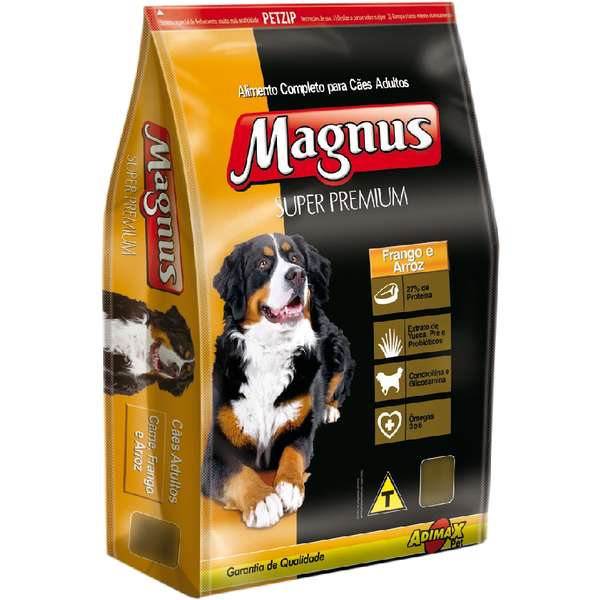 PETZIP
Alimento Completo para Cães Adultos
Magnus
SUPER PREMIUM
Frango e
Arroz
27% de
Proteína
Extrato de
Yucca, Pré e
Probióticos
Condroitina e
Glicosamina
Ômegas
3 e 6
T
ADIMAX
Pet
Garantia de Qualidade
Magnus
SUPER PREMIUM
Cães Adultos
Carne, Frango
e Arroz